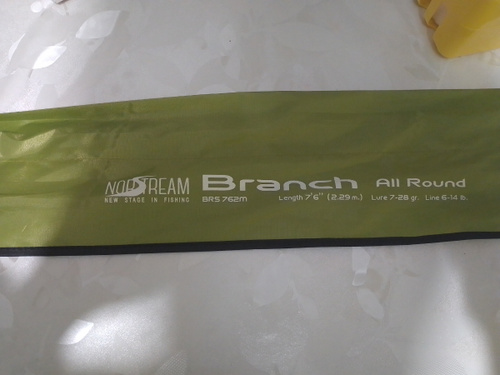 NORSTREAM Branch All Round
NEW STAGE IN FISHING BRS 762M Length 7'6" (2.29 m.) Lure 7-28 gr. Line 6-14 lb.